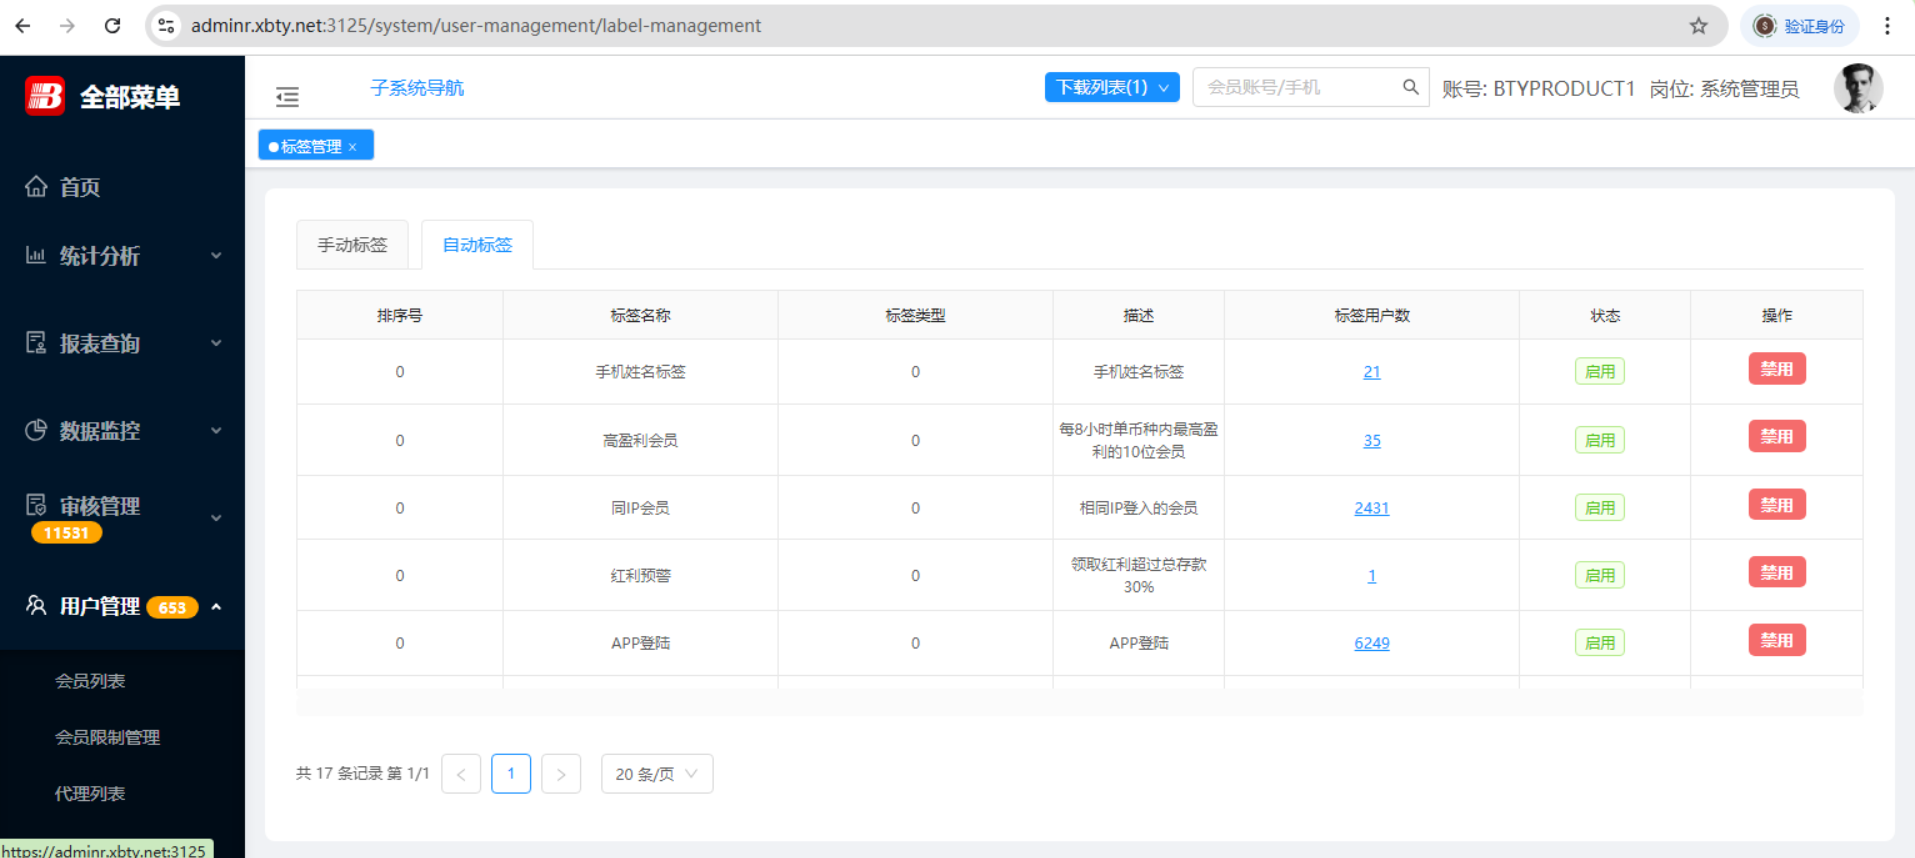 adminr.xbty.net:3125/system/user-management/label-management
验证身份
全部菜单
子系统导航
下载列表(1)
会员账号/手机
账号: BTYPRODUCT1 岗位: 系统管理员
标签管理 ×
首页
统计分析
报表查询
数据监控
审核管理
11531
用户管理 653
会员列表
会员限制管理
代理列表
手动标签 自动标签
排序号 标签名称 标签类型 描述 标签用户数 状态 操作
0 手机姓名标签 0 手机姓名标签 21 启用 禁用
0 高盈利会员 0 每8小时单币种内最高盈
利的10位会员 35 启用 禁用
0 同IP会员 0 相同IP登入的会员 2431 启用 禁用
0 红利预警 0 领取红利超过总存款
30% 1 启用 禁用
0 APP登陆 0 APP登陆 6249 启用 禁用
共 17 条记录 第 1/1 < 1 > 20 条/页
https://adminr.xbty.net:3125